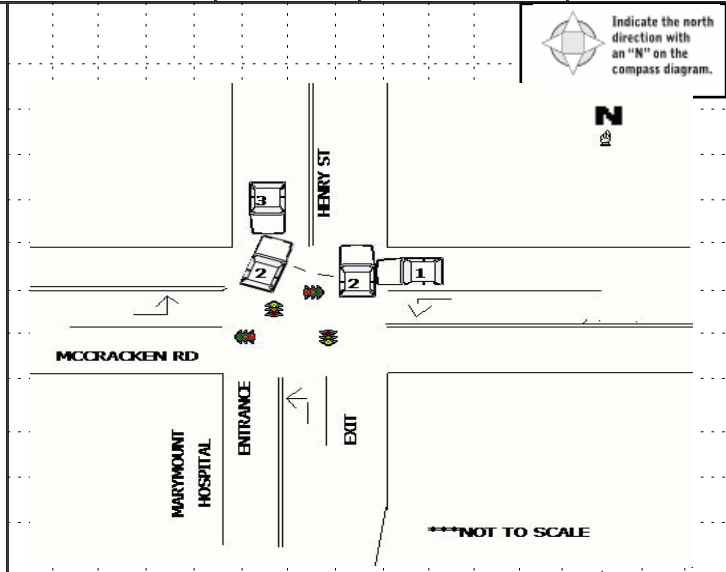 Indicate the north
direction with
an "N" on the
compass diagram.
N
HENRY ST
3
2
2
1
MCCRACKEN RD
ENTRANCE
EXIT
MARYMOUNT
HOSPITAL
***NOT TO SCALE